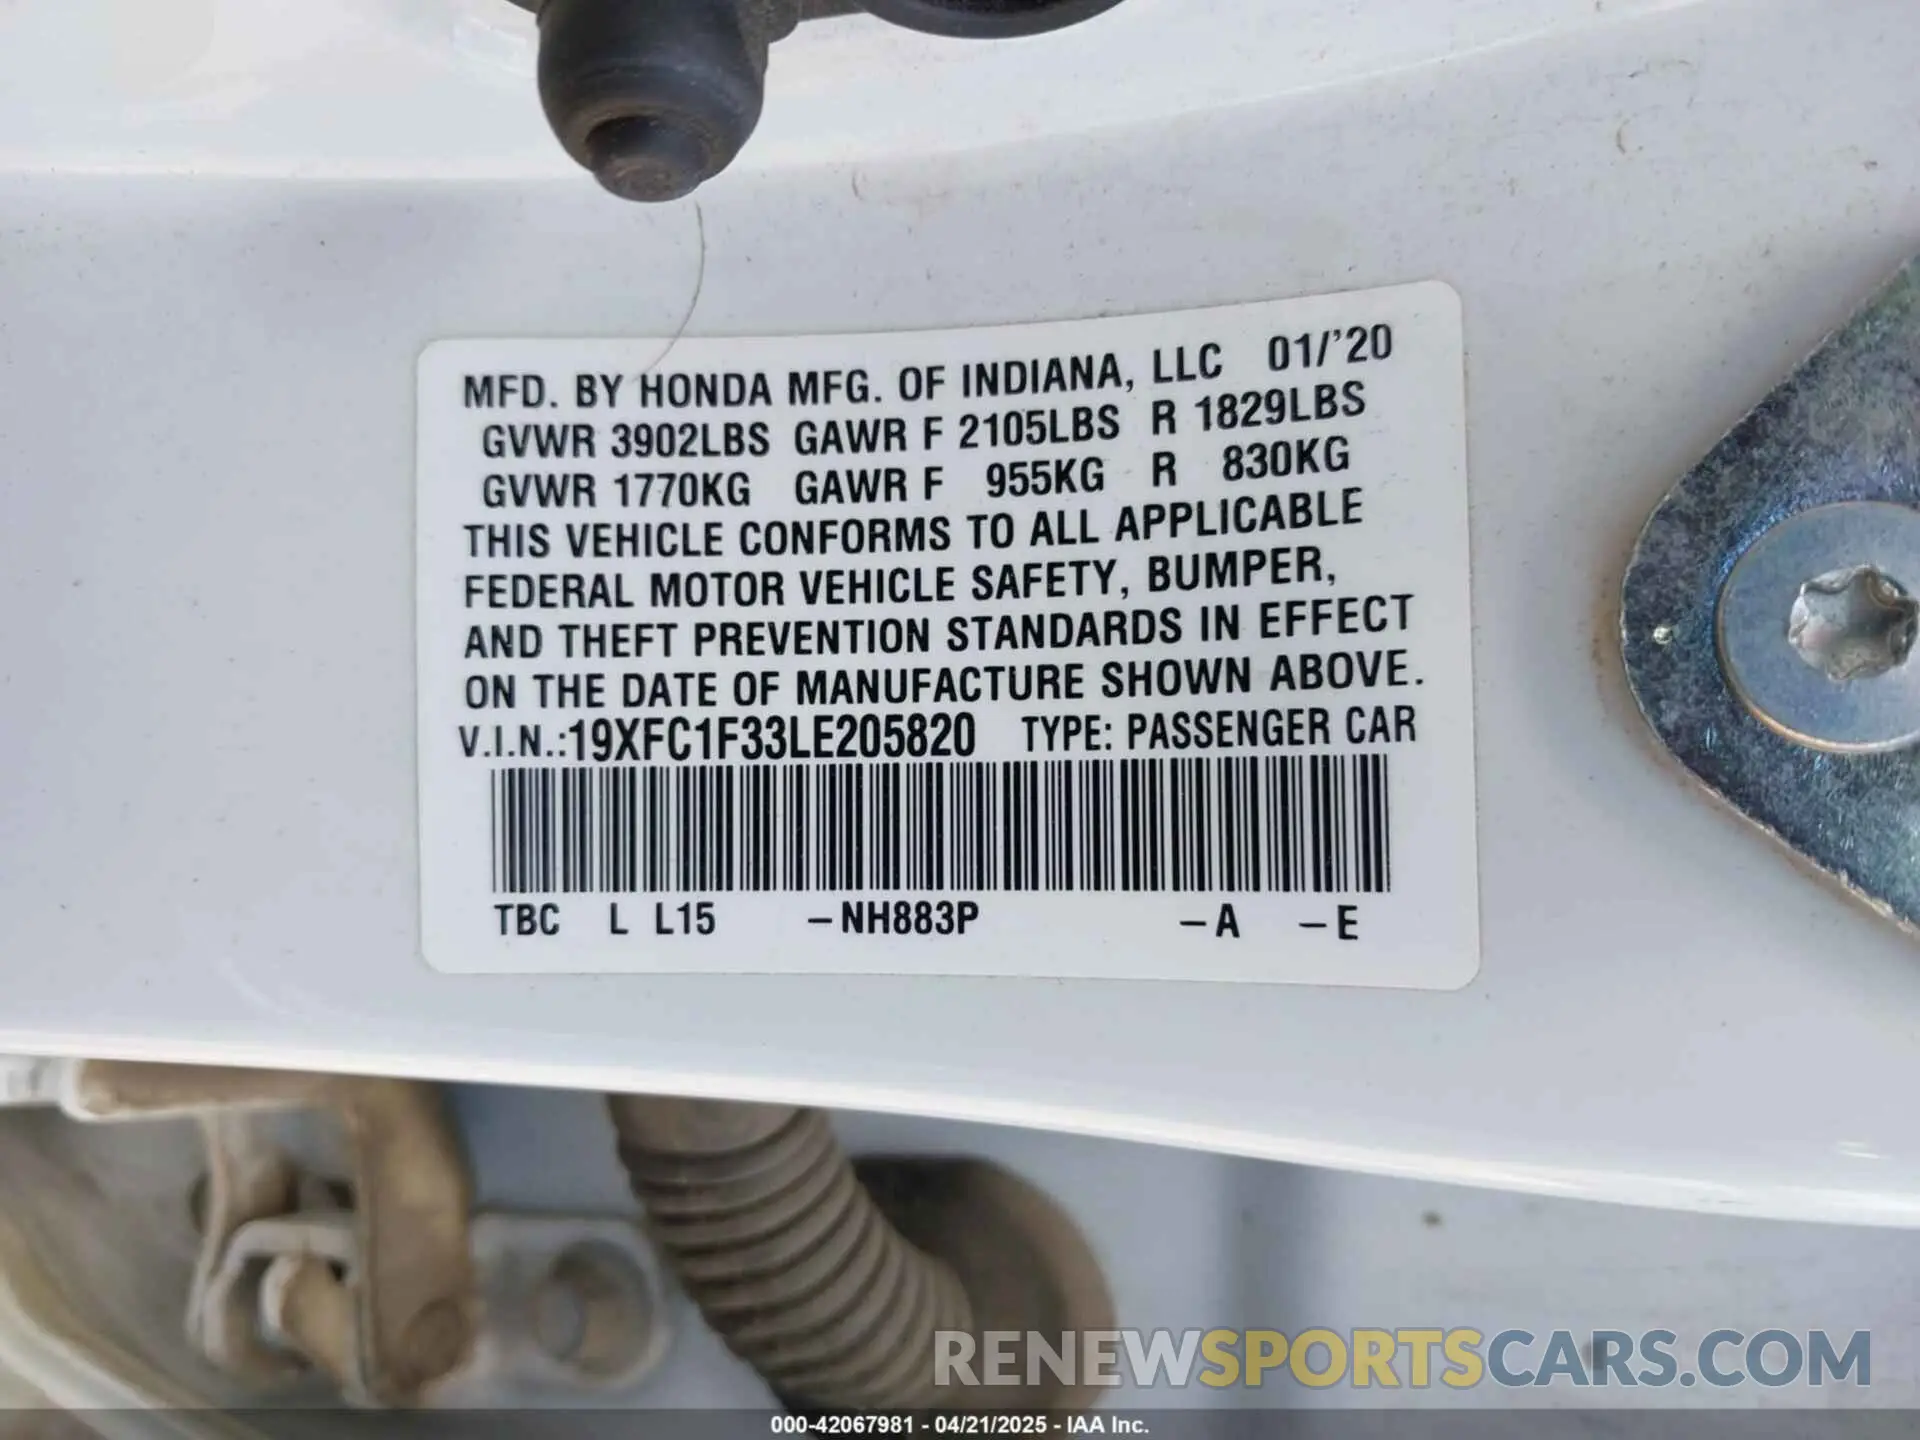 MFD. BY HONDA MFG. OF INDIANA, LLC 01/'20
GVWR 3902LBS GAWR F 2105LBS R 1829LBS
GVWR 1770KG GAWR F 955KG R 830KG
THIS VEHICLE CONFORMS TO ALL APPLICABLE
FEDERAL MOTOR VEHICLE SAFETY, BUMPER,
AND THEFT PREVENTION STANDARDS IN EFFECT
ON THE DATE OF MANUFACTURE SHOWN ABOVE.
V.I.N.:19XFC1F33LE205820 TYPE: PASSENGER CAR
TBC L L15 –NH883P –A –E
RENEWSPORTSCARS.COM
000-42067981 - 04/21/2025 - IAA Inc.